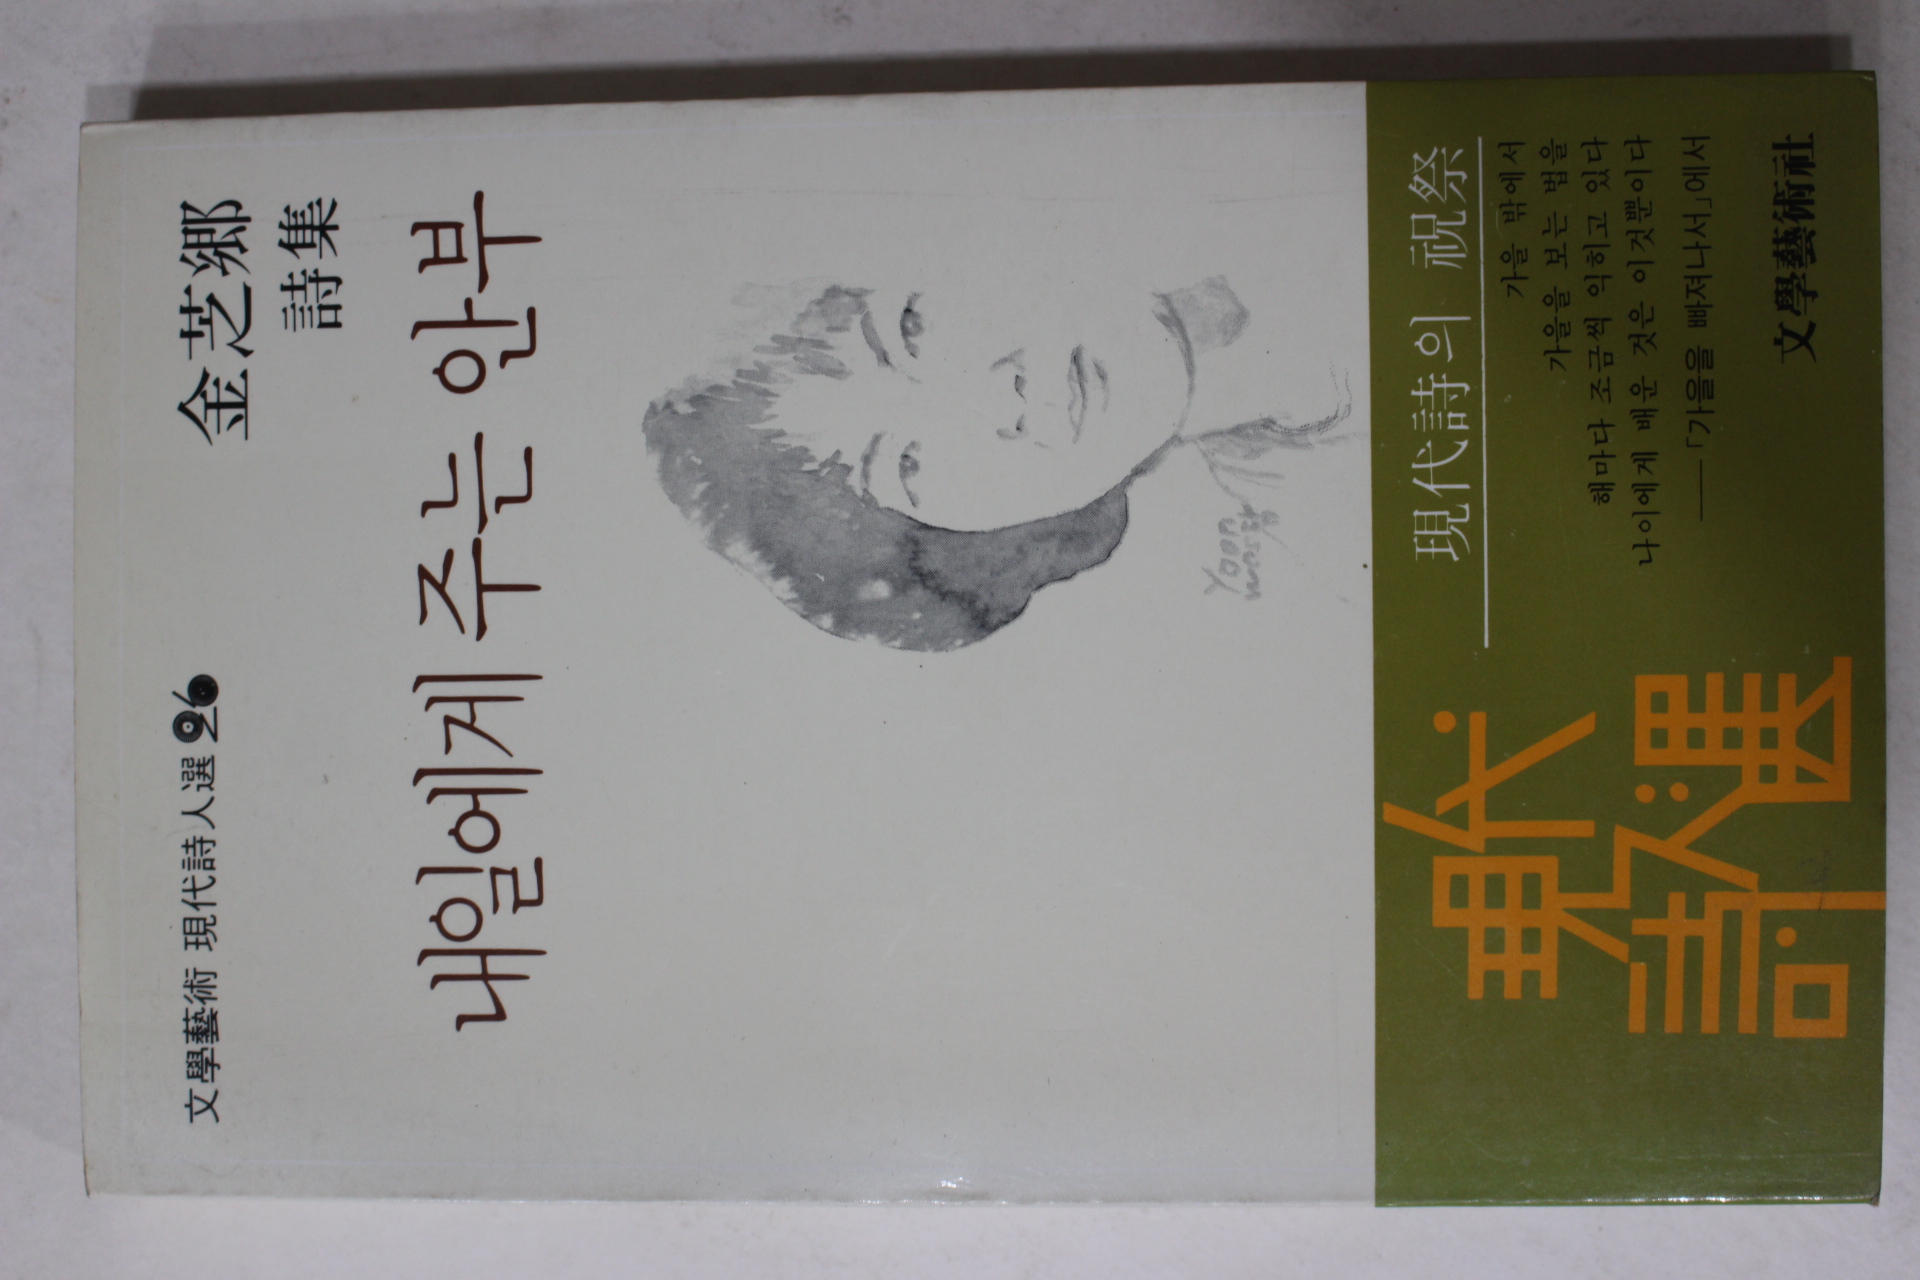 文學藝術 現代詩人選 26
金芝鄕
詩集
내일에게 주는 안부
Yoon
現代詩의 祝祭
가을 밖에서
가을을 보는 법을
해마다 조금씩 익히고 있다
나이에게 배운 것은 이것뿐이다
──「가을을 빠져나와서」에서
現代
詩選
文學藝術社